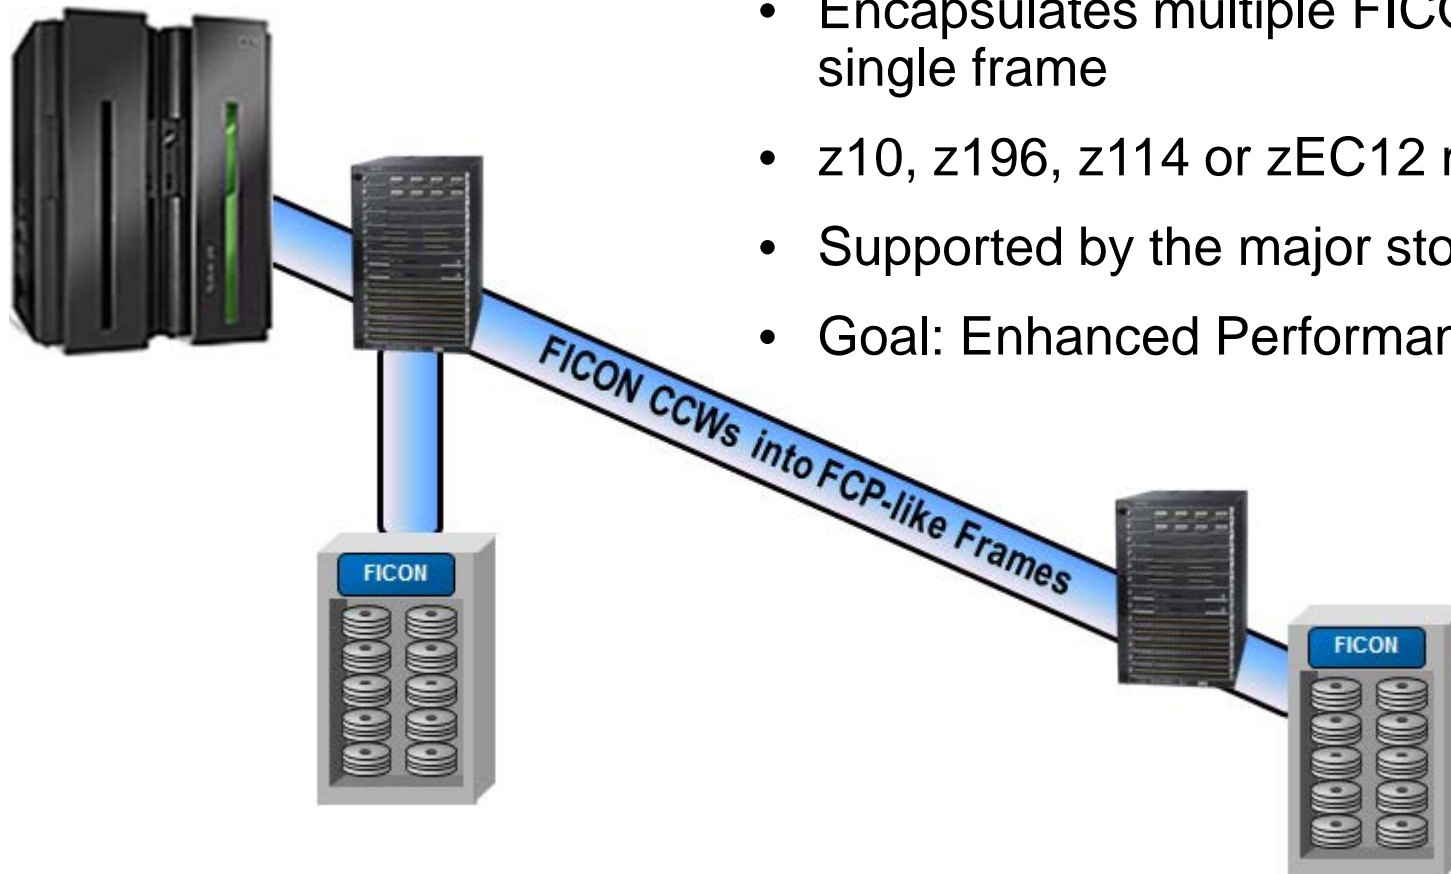 • Encapsulates multiple
single frame
• z10, z196, z114 or zEC12
• Supported by the major
• Goal: Enhanced
FICON CCWs into FCP-like Frames
FICON
FICON